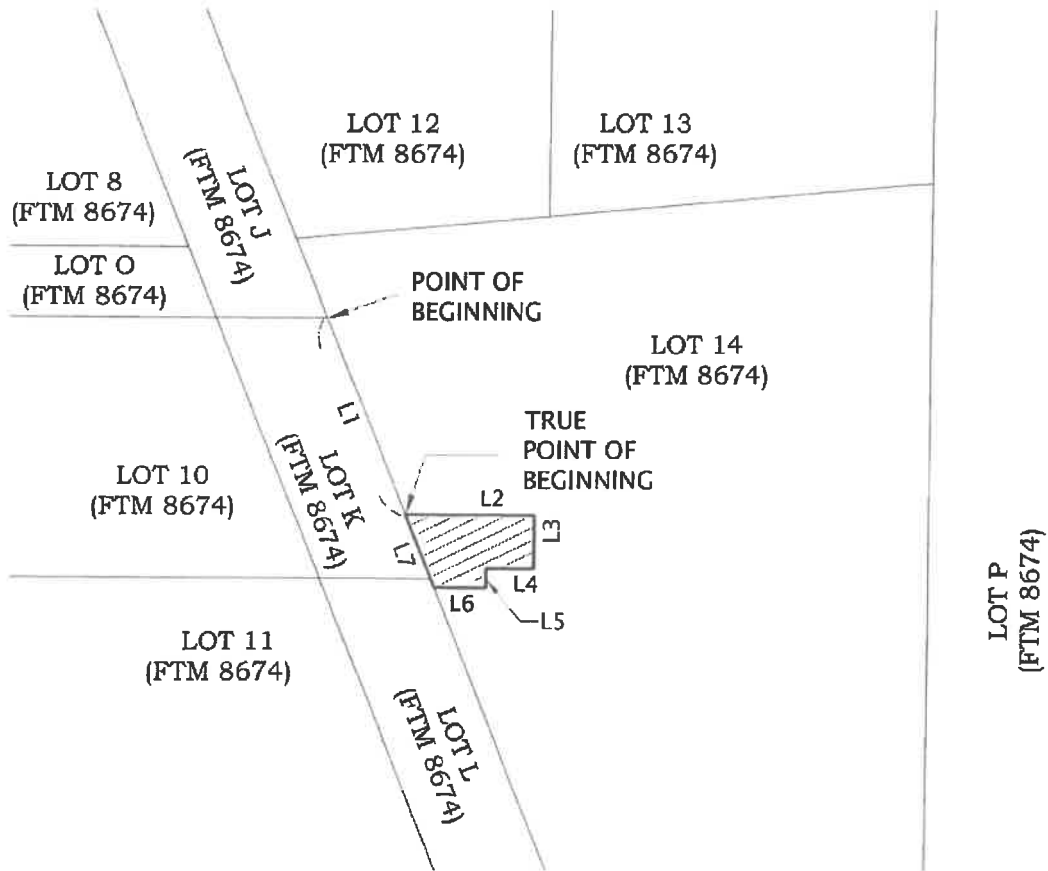 LOT 12
(FTM 8674)
LOT 13
(FTM 8674)
LOT J
(FTM 8674)
LOT 8
(FTM 8674)
LOT O
(FTM 8674)
POINT OF
BEGINNING
LOT 14
(FTM 8674)
L1
TRUE
POINT OF
BEGINNING
LOT K
(FTM 8674)
LOT 10
(FTM 8674)
L2
L3
L7
L4
L6
L5
LOT P
(FTM 8674)
LOT 11
(FTM 8674)
LOT L
(FTM 8674)